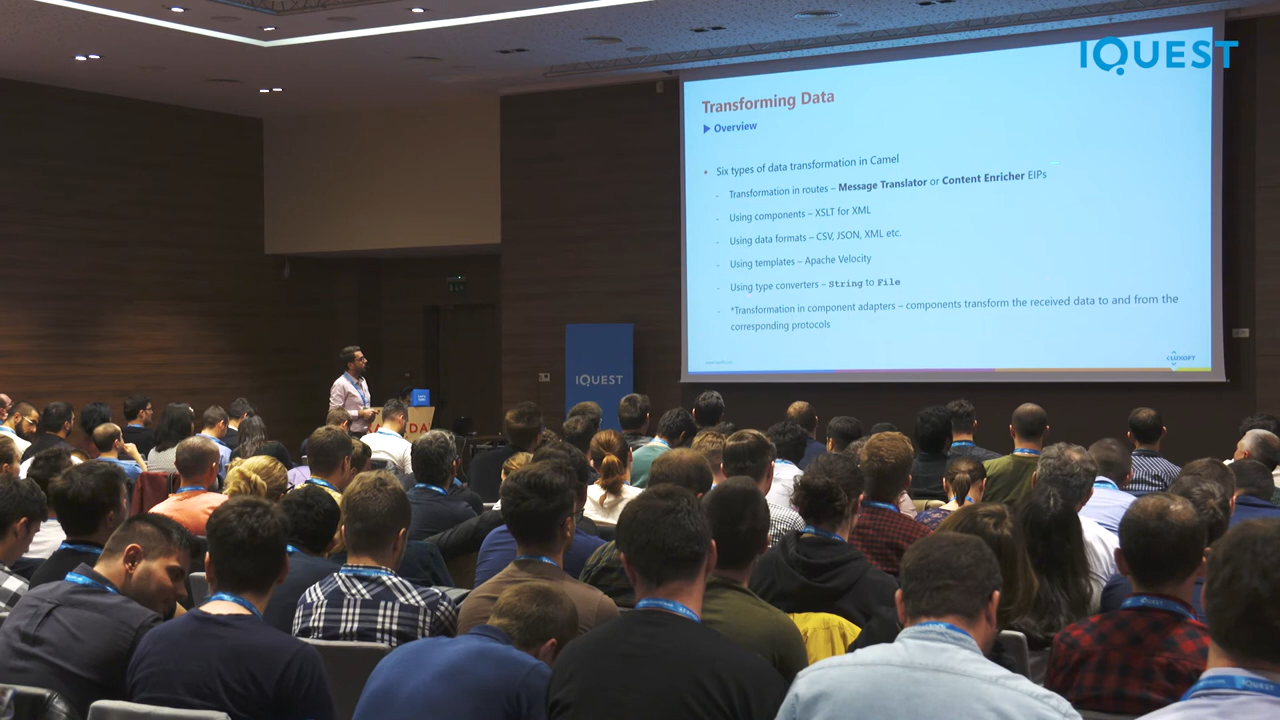 IQUEST
Transforming Data
Overview
Six types of data transformation in Camel
Transformation in routes – Message Translator or Content Enricher EIPs
Using components – XSLT for XML
Using data formats – CSV, JSON, XML etc.
Using templates – Apache Velocity
Using type converters – String to File
*Transformation in component adapters – components transform the received data to and from the
corresponding protocols
LUXOFT
IQUEST